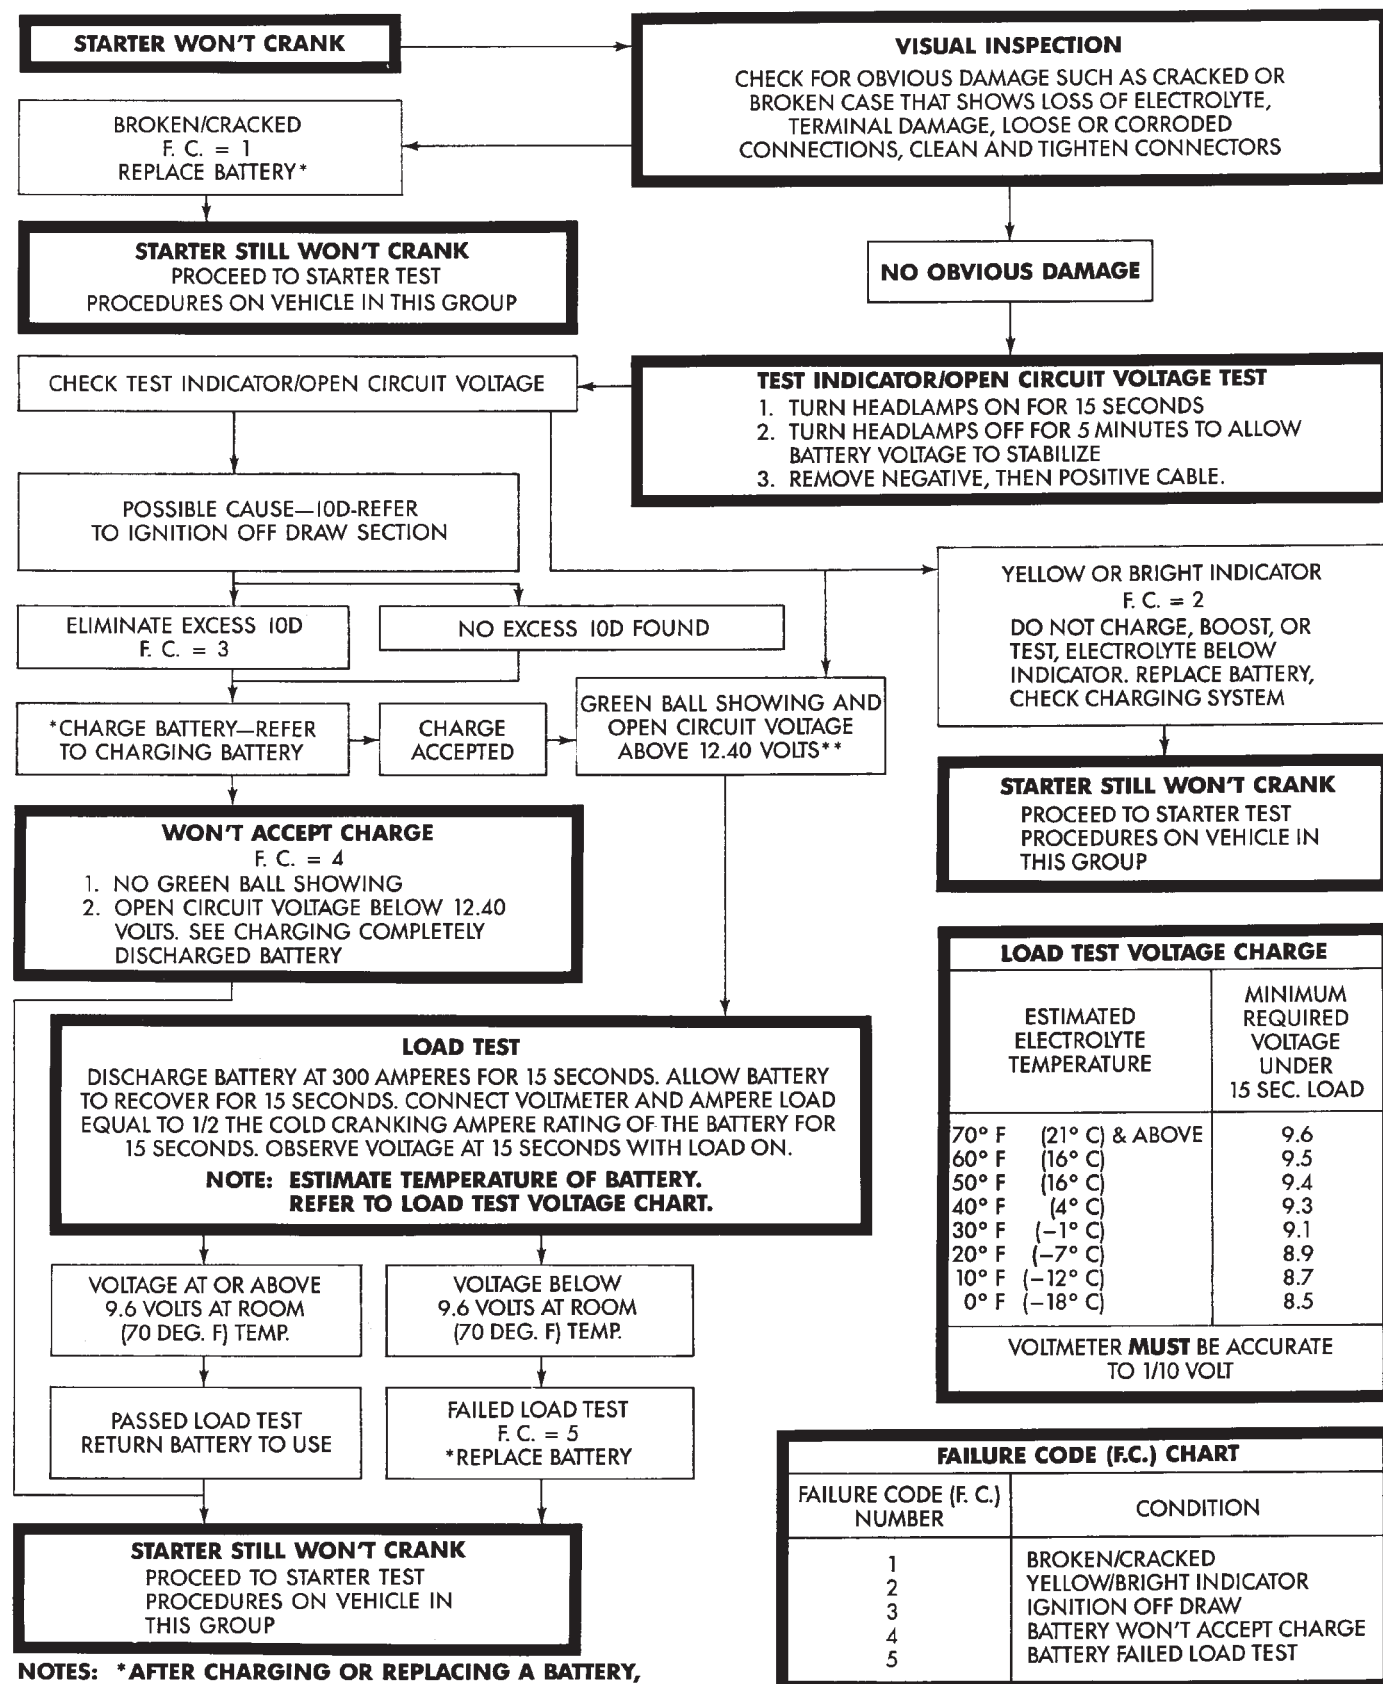 STARTER WON'T CRANK
VISUAL INSPECTION
CHECK FOR OBVIOUS DAMAGE SUCH AS CRACKED OR
BROKEN CASE THAT SHOWS LOSS OF ELECTROLYTE,
TERMINAL DAMAGE, LOOSE OR CORRODED
CONNECTIONS, CLEAN AND TIGHTEN CONNECTORS
BROKEN/CRACKED
F. C. = 1
REPLACE BATTERY*
STARTER STILL WON'T CRANK
PROCEED TO STARTER TEST
PROCEDURES ON VEHICLE IN THIS GROUP
NO OBVIOUS DAMAGE
TEST INDICATOR/OPEN CIRCUIT VOLTAGE TEST
1. TURN HEADLAMPS ON FOR 15 SECONDS
2. TURN HEADLAMPS OFF FOR 5 MINUTES TO ALLOW
BATTERY VOLTAGE TO STABILIZE
3. REMOVE NEGATIVE, THEN POSITIVE CABLE.
CHECK TEST INDICATOR/OPEN CIRCUIT VOLTAGE
POSSIBLE CAUSE—IOD-REFER
TO IGNITION OFF DRAW SECTION
ELIMINATE EXCESS IOD
F. C. = 3
NO EXCESS IOD FOUND
YELLOW OR BRIGHT INDICATOR
F. C. = 2
DO NOT CHARGE, BOOST, OR
TEST, ELECTROLYTE BELOW
INDICATOR. REPLACE BATTERY,
CHECK CHARGING SYSTEM
*CHARGE BATTERY—REFER
TO CHARGING BATTERY
CHARGE
ACCEPTED
GREEN BALL SHOWING AND
OPEN CIRCUIT VOLTAGE
ABOVE 12.40 VOLTS**
STARTER STILL WON'T CRANK
PROCEED TO STARTER TEST
PROCEDURES ON VEHICLE IN
THIS GROUP
WON'T ACCEPT CHARGE
F. C. = 4
1. NO GREEN BALL SHOWING
2. OPEN CIRCUIT VOLTAGE BELOW 12.40
VOLTS. SEE CHARGING COMPLETELY
DISCHARGED BATTERY
LOAD TEST
DISCHARGE BATTERY AT 300 AMPERES FOR 15 SECONDS. ALLOW BATTERY
TO RECOVER FOR 15 SECONDS. CONNECT VOLTMETER AND AMPERE LOAD
EQUAL TO 1/2 THE COLD CRANKING AMPERE RATING OF THE BATTERY FOR
15 SECONDS. OBSERVE VOLTAGE AT 15 SECONDS WITH LOAD ON.
NOTE: ESTIMATE TEMPERATURE OF BATTERY.
REFER TO LOAD TEST VOLTAGE CHART.
LOAD TEST VOLTAGE CHARGE
ESTIMATED
ELECTROLYTE
TEMPERATURE
MINIMUM
REQUIRED
VOLTAGE
UNDER
15 SEC. LOAD
70° F (21° C) & ABOVE 9.6
60° F (16° C) 9.5
50° F (16° C) 9.4
40° F (4° C) 9.3
30° F (−1° C) 9.1
20° F (−7° C) 8.9
10° F (−12° C) 8.7
0° F (−18° C) 8.5
VOLTMETER MUST BE ACCURATE
TO 1/10 VOLT
VOLTAGE AT OR ABOVE
9.6 VOLTS AT ROOM
(70 DEG. F) TEMP.
VOLTAGE BELOW
9.6 VOLTS AT ROOM
(70 DEG. F) TEMP.
PASSED LOAD TEST
RETURN BATTERY TO USE
FAILED LOAD TEST
F. C. = 5
*REPLACE BATTERY
STARTER STILL WON'T CRANK
PROCEED TO STARTER TEST
PROCEDURES ON VEHICLE IN
THIS GROUP
FAILURE CODE (F.C.) CHART
FAILURE CODE (F. C.)
NUMBER
CONDITION
1 BROKEN/CRACKED
2 YELLOW/BRIGHT INDICATOR
3 IGNITION OFF DRAW
4 BATTERY WON'T ACCEPT CHARGE
5 BATTERY FAILED LOAD TEST
NOTES: *AFTER CHARGING OR REPLACING A BATTERY,